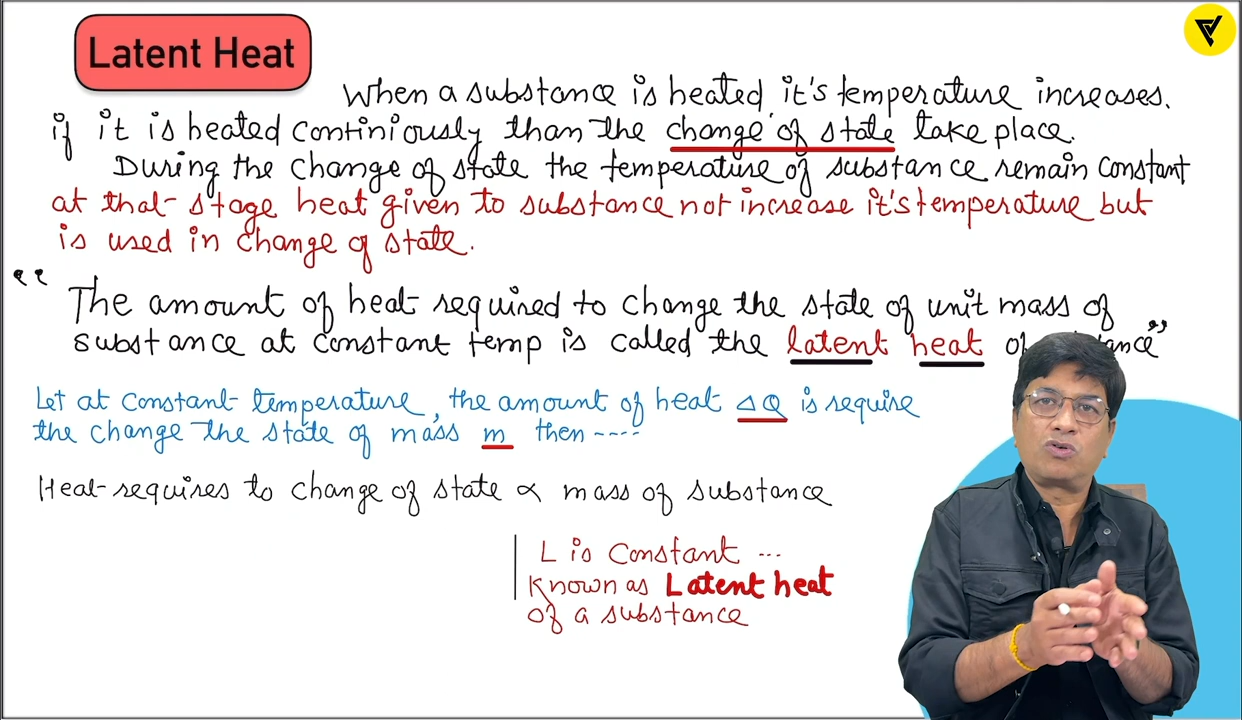 Latent Heat
When a substance is heated it's temperature increases.
if it is heated continiously than the change of state take place.
During the change of state the temperature of substance remain constant
at that stage heat given to substance not increase it's temperature but
is used in change of state.
"The amount of heat required to change the state of unit mass of
substance at constant temp is called the latent heat of ance"
Let at constant temperature, the amount of heat ΔQ is require
the change the state of mass m then ----
Heat requires to change of state ∝ mass of substance
L is constant ...
Known as Latent heat
of a substance